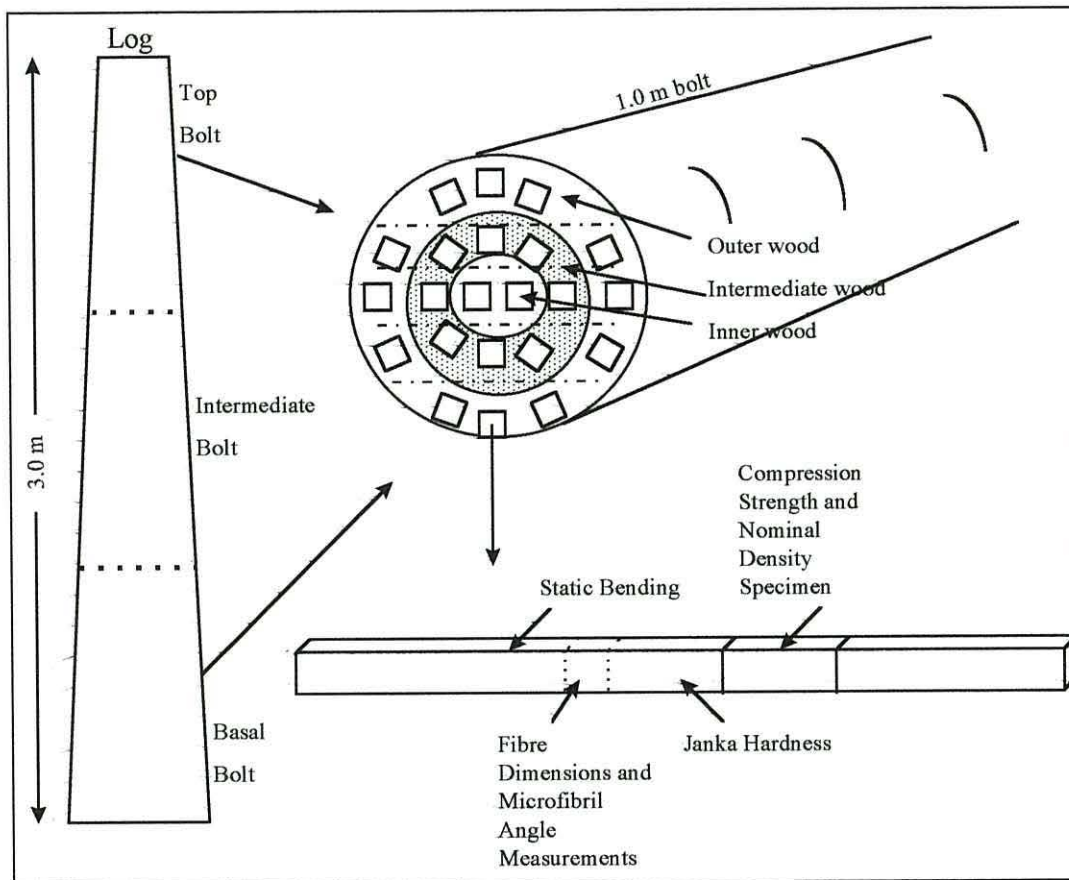 Log
Top
Bolt
3.0 m
Intermediate
Bolt
Basal
Bolt
1.0 m bolt
Outer wood
Intermediate wood
Inner wood
Compression
Strength and
Nominal
Density
Specimen
Static Bending
Fibre
Dimensions and
Microfibril
Angle
Measurements
Janka Hardness